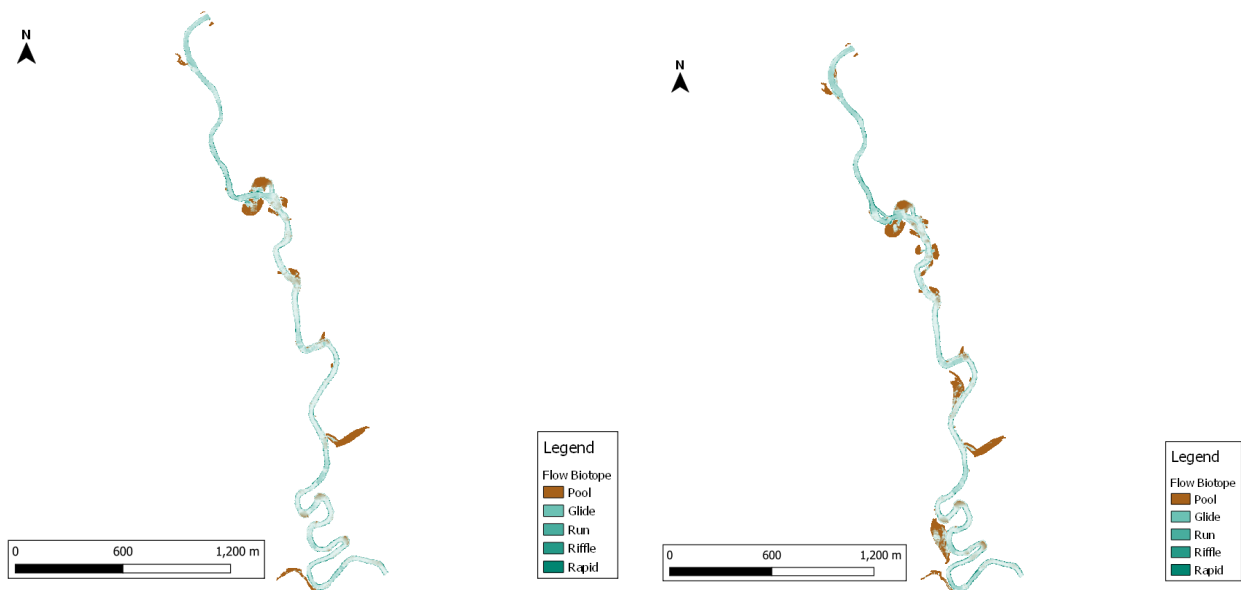 N
Legend
Flow Biotope
Pool
Glide
Run
Riffle
Rapid
0 600 1,200 m
N
Legend
Flow Biotope
Pool
Glide
Run
Riffle
Rapid
0 600 1,200 m